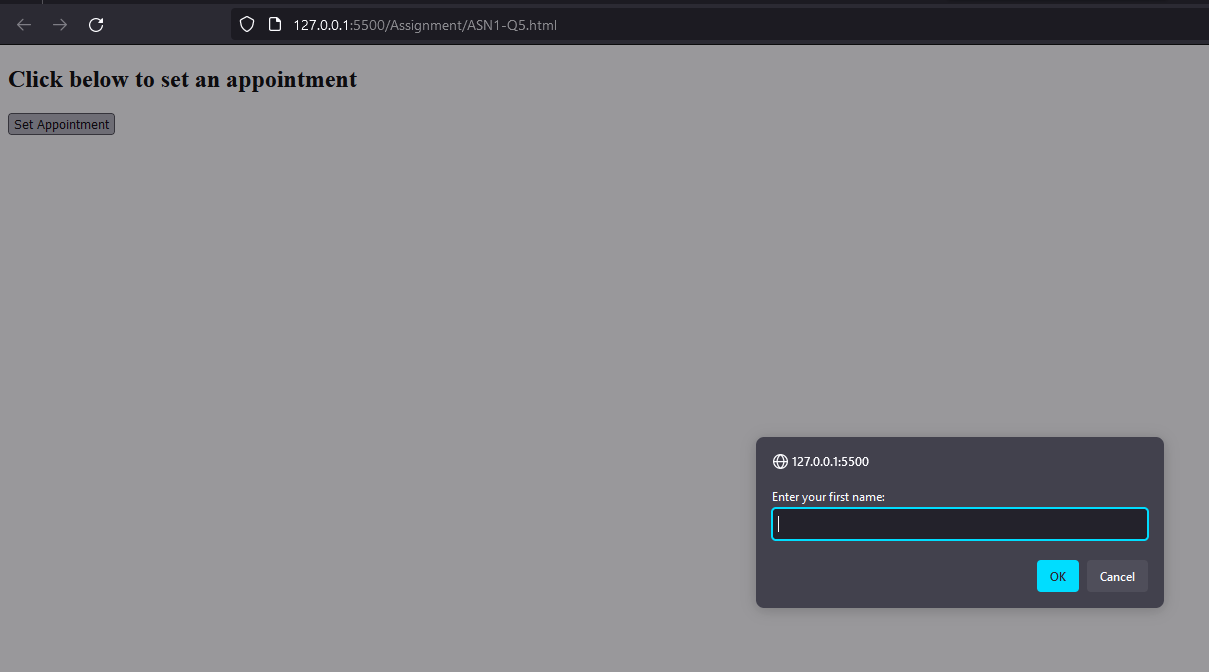 127.0.0.1:5500/Assignment/ASN1-Q5.html
Click below to set an appointment
Set Appointment
127.0.0.1:5500
Enter your first name:
OK Cancel